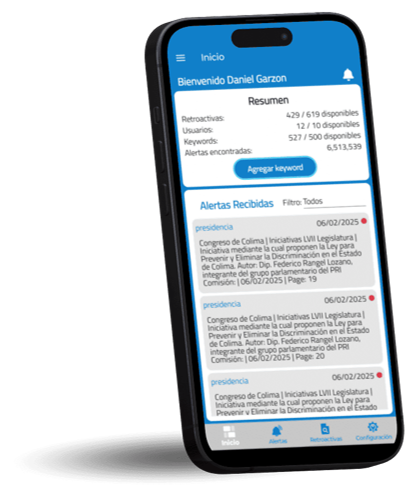 Inicio
Bienvenido Daniel Garzon
Resumen
Retroactivas: 429 / 619 disponibles
Usuarios: 12 / 10 disponibles
Keywords: 527 / 500 disponibles
Alertas encontradas: 6,513,539
Agregar keyword
Alertas Recibidas Filtro: Todos
presidencia 06/02/2025
Congreso de Colima | Iniciativas LVII Legislatura |
Iniciativa mediante la cual proponen la Ley para
Prevenir y Eliminar la Discriminación en el Estado
de Colima. Autor: Dip. Federico Rangel Lozano,
integrante del grupo parlamentario del PRI
Comisión: | 06/02/2025 | Page: 19
presidencia 06/02/2025
Congreso de Colima | Iniciativas LVII Legislatura |
Iniciativa mediante la cual proponen la Ley para
Prevenir y Eliminar la Discriminación en el Estado
de Colima. Autor: Dip. Federico Rangel Lozano,
integrante del grupo parlamentario del PRI
Comisión: | 06/02/2025 | Page: 20
presidencia 06/02/2025
Congreso de Colima | Iniciativas LVII Legislatura |
Iniciativa mediante la cual proponen la Ley para
Prevenir y Eliminar la Discriminación en el Estado
Inicio Alertas Retroactivas Configuración